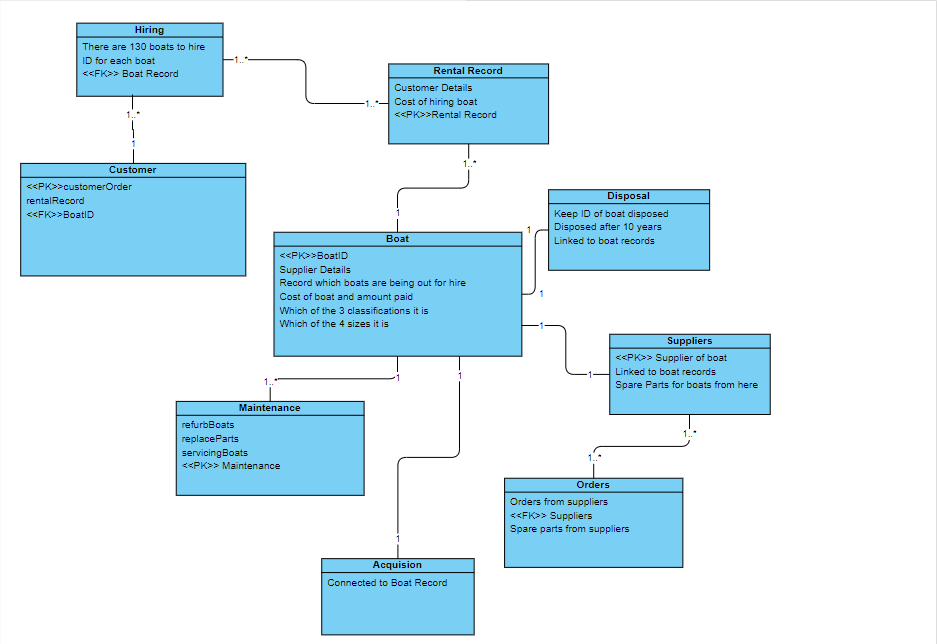 Hiring
There are 130 boats to hire
ID for each boat
<<FK>> Boat Record
1..*
1..*
Rental Record
Customer Details
Cost of hiring boat
<<PK>>Rental Record
1..*
1
Customer
<<PK>>customerOrder
rentalRecord
<<FK>>BoatID
1..*
1
Disposal
Keep ID of boat disposed
Disposed after 10 years
Linked to boat records
1
1
Boat
<<PK>>BoatID
Supplier Details
Record which boats are being out for hire
Cost of boat and amount paid
Which of the 3 classifications it is
Which of the 4 sizes it is
1
1
Suppliers
<<PK>> Supplier of boat
Linked to boat records
Spare Parts for boats from here
1..*
1
1
Maintenance
refurbBoats
replaceParts
servicingBoats
<<PK>> Maintenance
1..*
1..*
Orders
Orders from suppliers
<<FK>> Suppliers
Spare parts from suppliers
1
Acquision
Connected to Boat Record